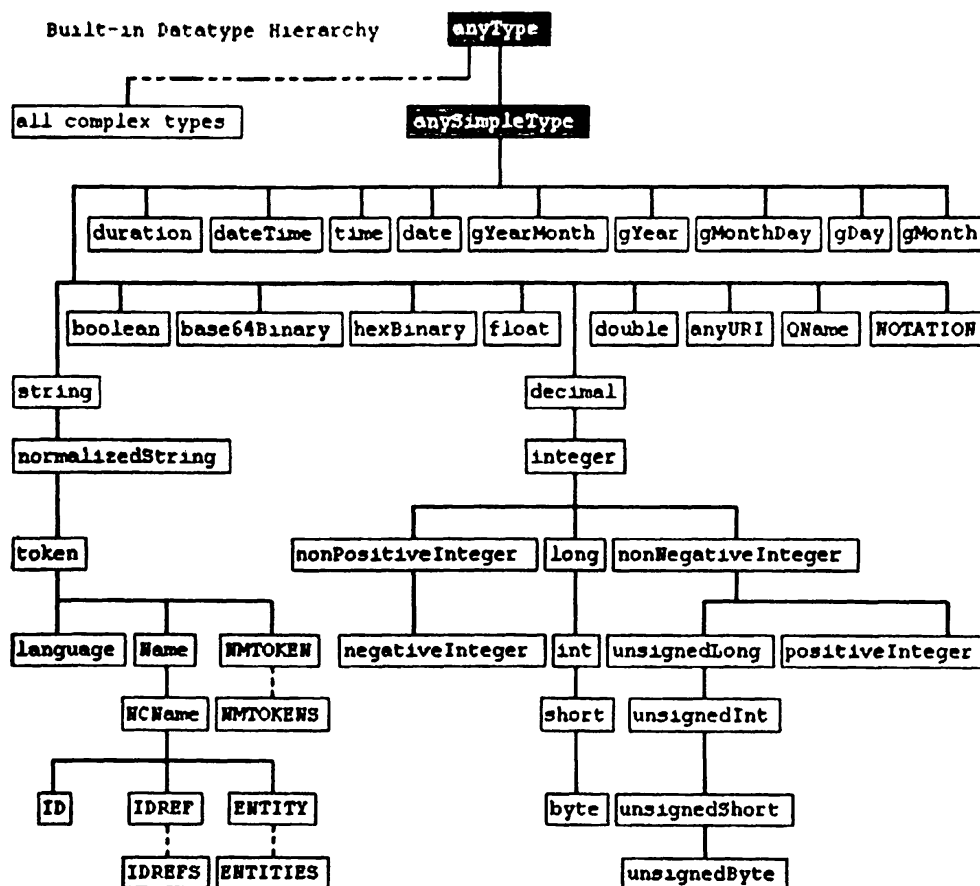 Built-in Datatype Hierarchy anyType
all complex types anySimpleType
duration dateTime time date gYearMonth gYear gMonthDay gDay gMonth
boolean base64Binary hexBinary float double anyURI QName NOTATION
string decimal
normalizedString integer
token nonPositiveInteger long nonNegativeInteger
language Name NMTOKEN negativeInteger int unsignedLong positiveInteger
NCName NMTOKENS short unsignedInt
ID IDREF ENTITY byte unsignedShort
IDREFS ENTITIES unsignedByte